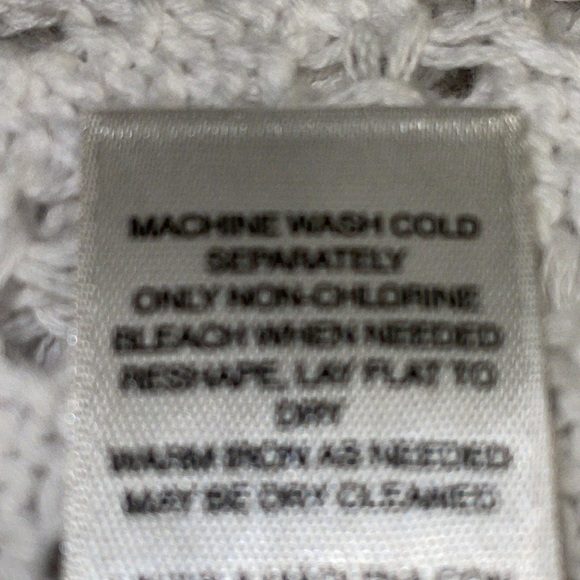 MACHINE WASH COLD
SEPARATELY
ONLY NON-CHLORINE
BLEACH WHEN NEEDED
RESHAPE, LAY FLAT TO
DRY
WARM IRON AS NEEDED
MAY BE DRY CLEANED